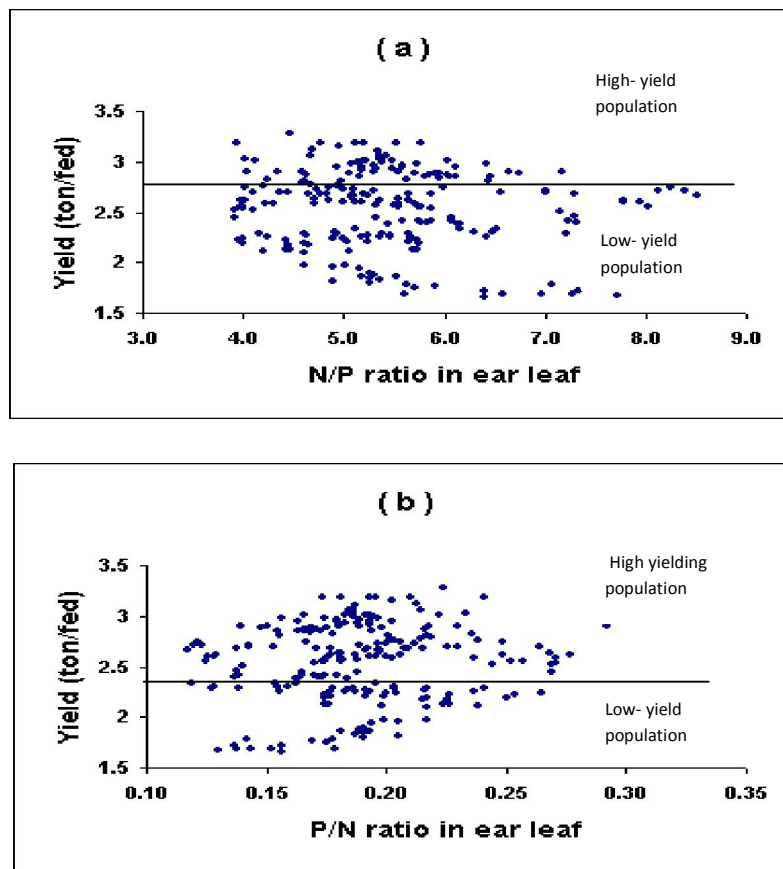 ( a )
High- yield
population
Yield (ton/fed)
3.5
3
2.5
2
1.5
Low- yield
population
3.0 4.0 5.0 6.0 7.0 8.0 9.0
N/P ratio in ear leaf
( b )
High yielding
population
Yield (ton/fed)
3.5
3
2.5
2
1.5
Low- yield
population
0.10 0.15 0.20 0.25 0.30 0.35
P/N ratio in ear leaf